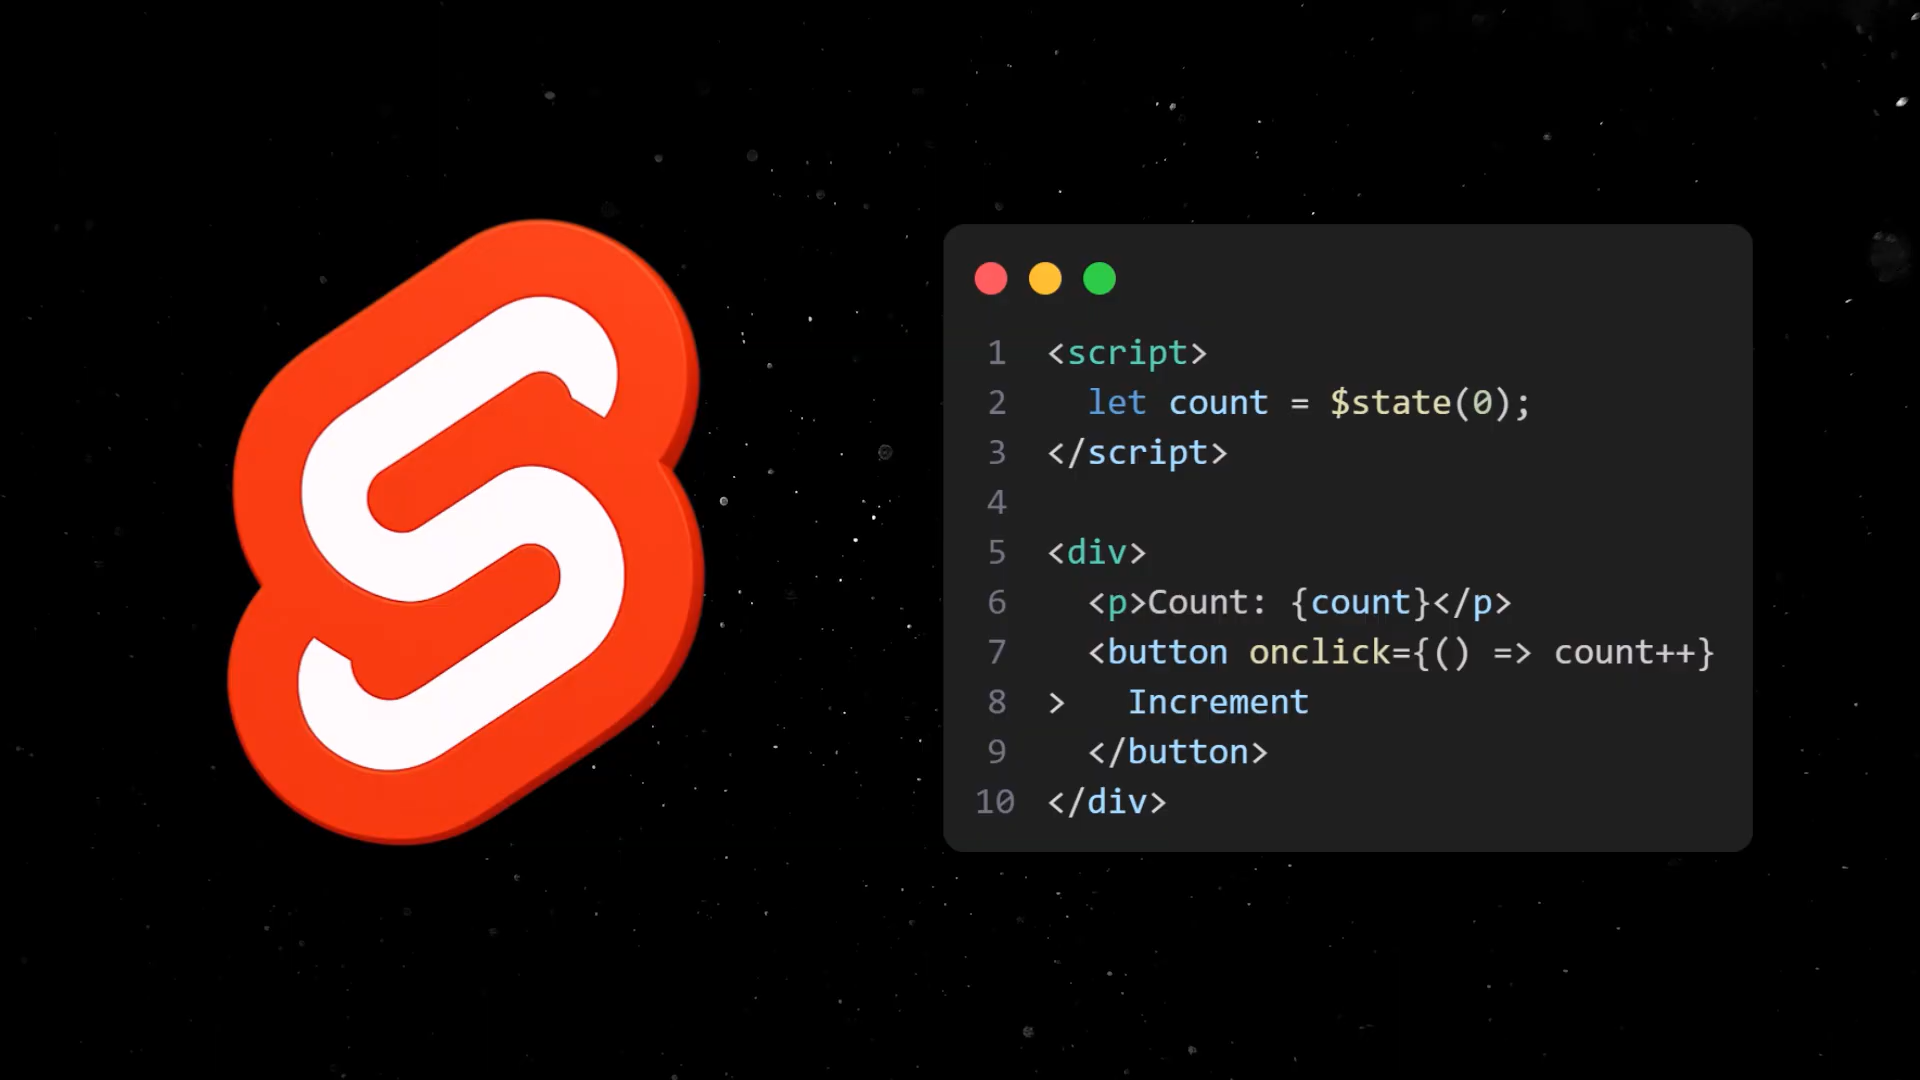 1 <script>
2   let count = $state(0);
3 </script>
4
5 <div>
6   <p>Count: {count}</p>
7   <button onclick={() => count++}
8 >   Increment
9   </button>
10 </div>